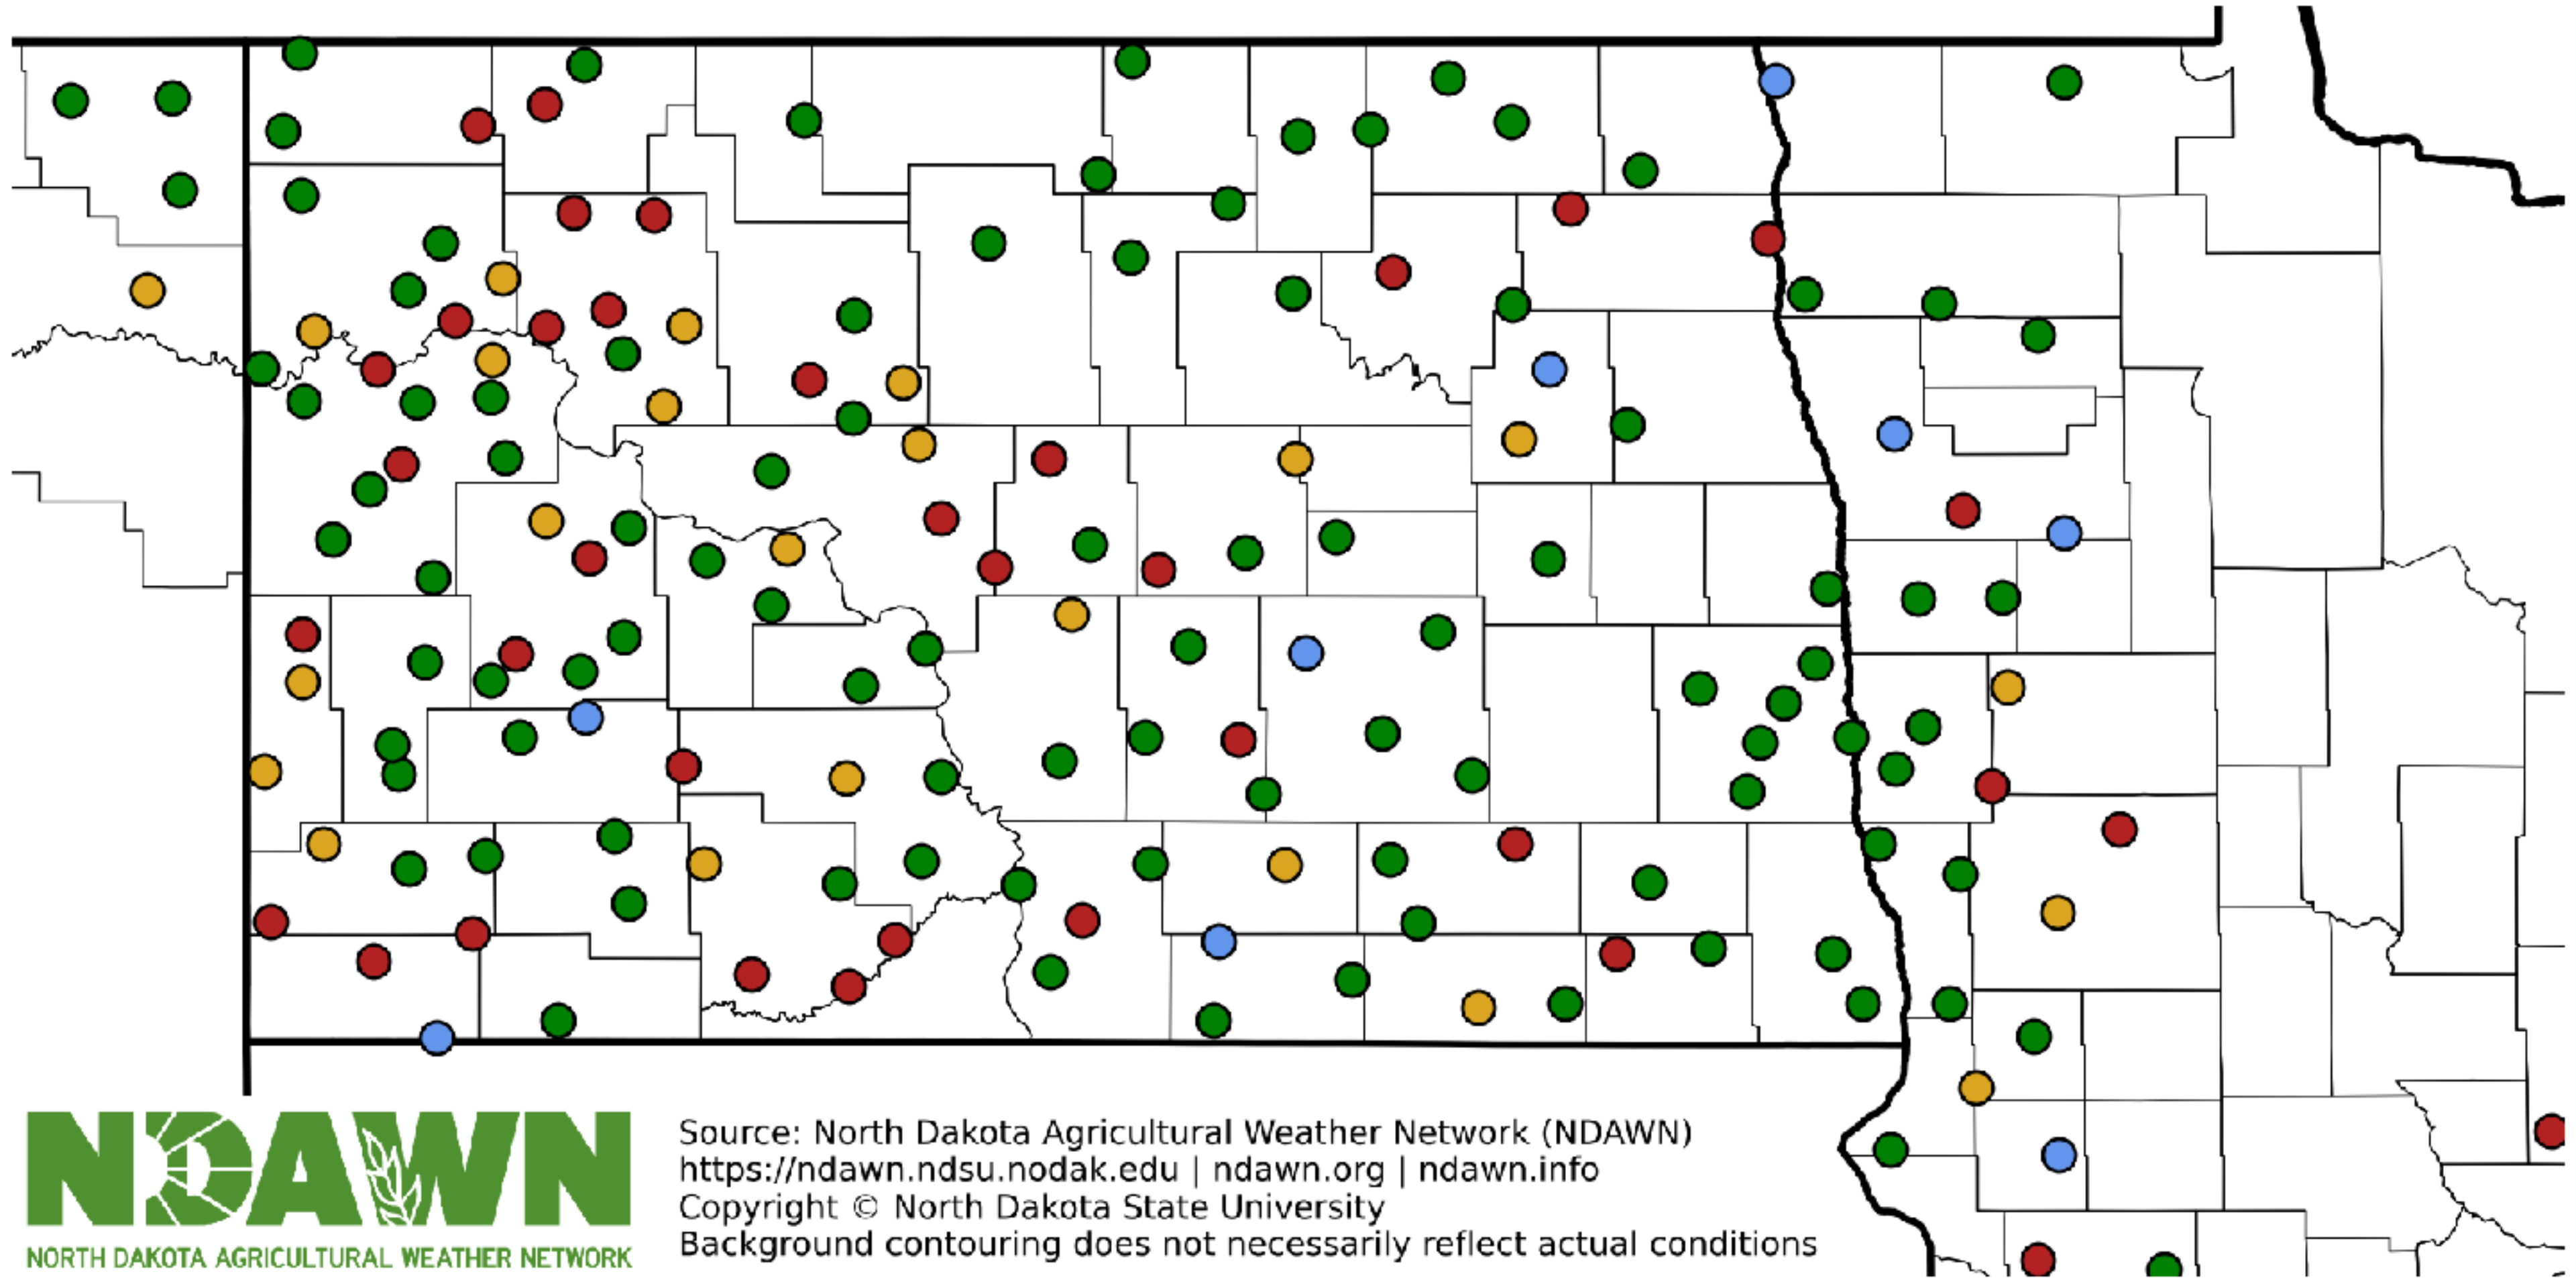 NDAWN
NORTH DAKOTA AGRICULTURAL WEATHER NETWORK
Source: North Dakota Agricultural Weather Network (NDAWN)
https://ndawn.ndsu.nodak.edu | ndawn.org | ndawn.info
Copyright © North Dakota State University
Background contouring does not necessarily reflect actual conditions